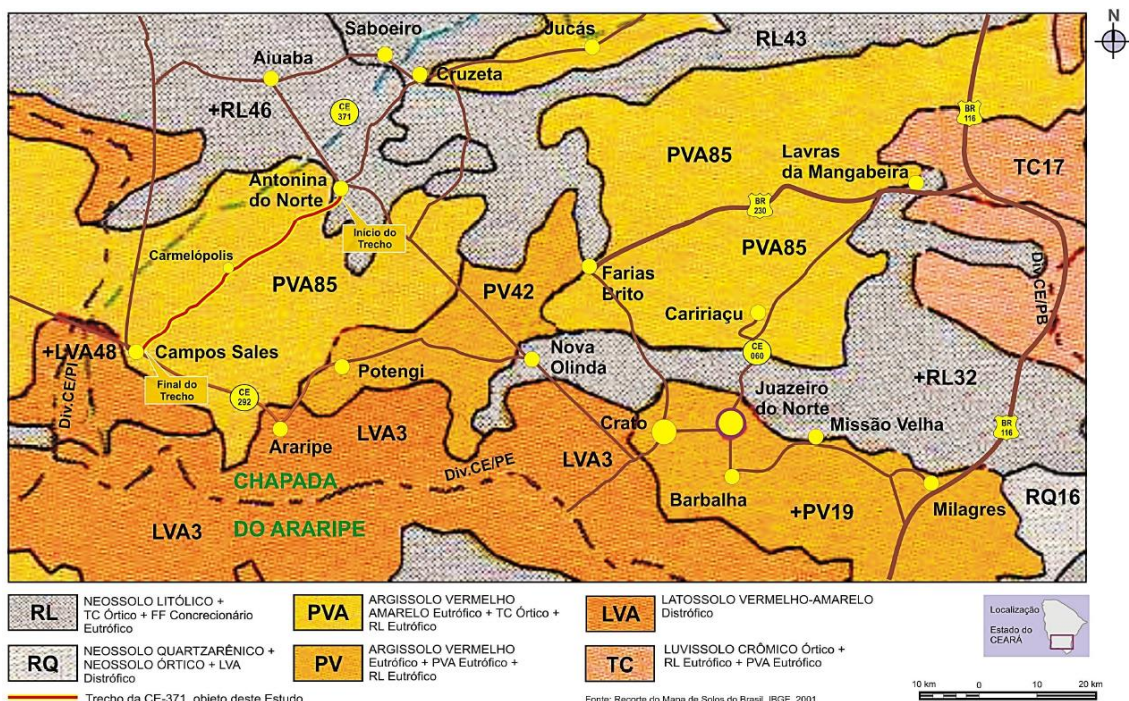 N
Saboeiro
Jucás
RL43
Aiuaba
Cruzeta
+RL46
CE
371
BR
116
PVA85
Lavras
da Mangabeira
TC17
Antonina
do Norte
Início do
Trecho
BR
230
Carmelópolis
PVA85
PV42
Farias
Brito
PVA85
Div.CE/PB
Caririaçu
+LVA48
Campos Sales
Final do
Trecho
Div.CE/PI
CE
292
Potengi
Nova
Olinda
CE
060
+RL32
Juazeiro
do Norte
Crato
Missão Velha
BR
116
Araripe
LVA3
LVA3
Div.CE/PE
CHAPADA
DO ARARIPE
LVA3
Barbalha
+PV19
Milagres
RQ16
RL
NEOSSOLO LITÓLICO +
TC Órtico + FF Concrecionário
Eutrófico
PVA
ARGISSOLO VERMELHO
AMARELO Eutrófico + TC Órtico +
RL Eutrófico
LVA
LATOSSOLO VERMELHO-AMARELO
Distrófico
RQ
NEOSSOLO QUARTZARÊNICO +
NEOSSOLO ÓRTICO + LVA
Distrófico
PV
ARGISSOLO VERMELHO
Eutrófico + PVA Eutrófico +
RL Eutrófico
TC
LUVISSOLO CRÔMICO Órtico +
RL Eutrófico + PVA Eutrófico
Localização
Estado do
CEARÁ
Trecho da CE-371, objeto deste Estudo
Fonte: Recorte do Mapa de Solos do Brasil, IBGE, 2001
10 km 0 10 20 km